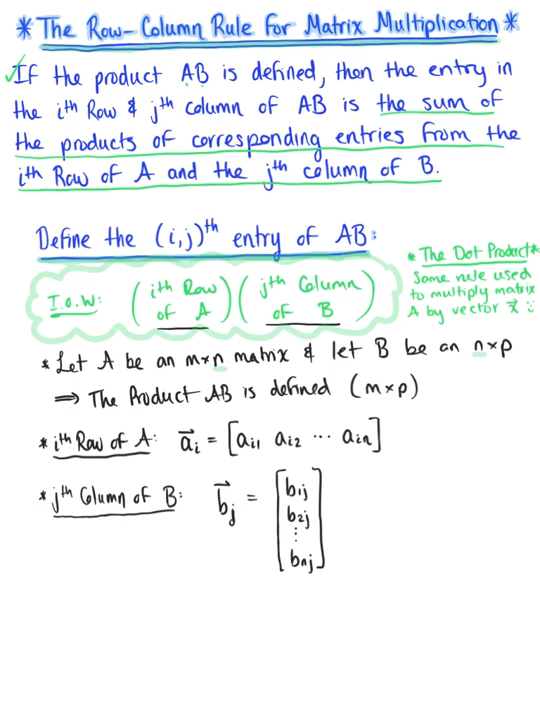 * The Row-Column Rule For Matrix Multiplication *
✓If the product AB is defined, then the entry in
the ith Row & jth column of AB is the sum of
the products of corresponding entries from the
ith Row of A and the jth column of B.
Define the (i,j)th entry of AB:
* The Dot Product *
Same rule used
to multiply matrix
A by vector x⃗ :)
I.O.W: (ith Row of A)(jth Column of B)
* Let A be an m×n matrix & let B be an n×p
⟹ The Product AB is defined (m×p)
* ith Row of A: a⃗i = [ai1 ai2 ⋯ ain]
* jth Column of B: b⃗j = [b1j
b2j
⋮
bnj]